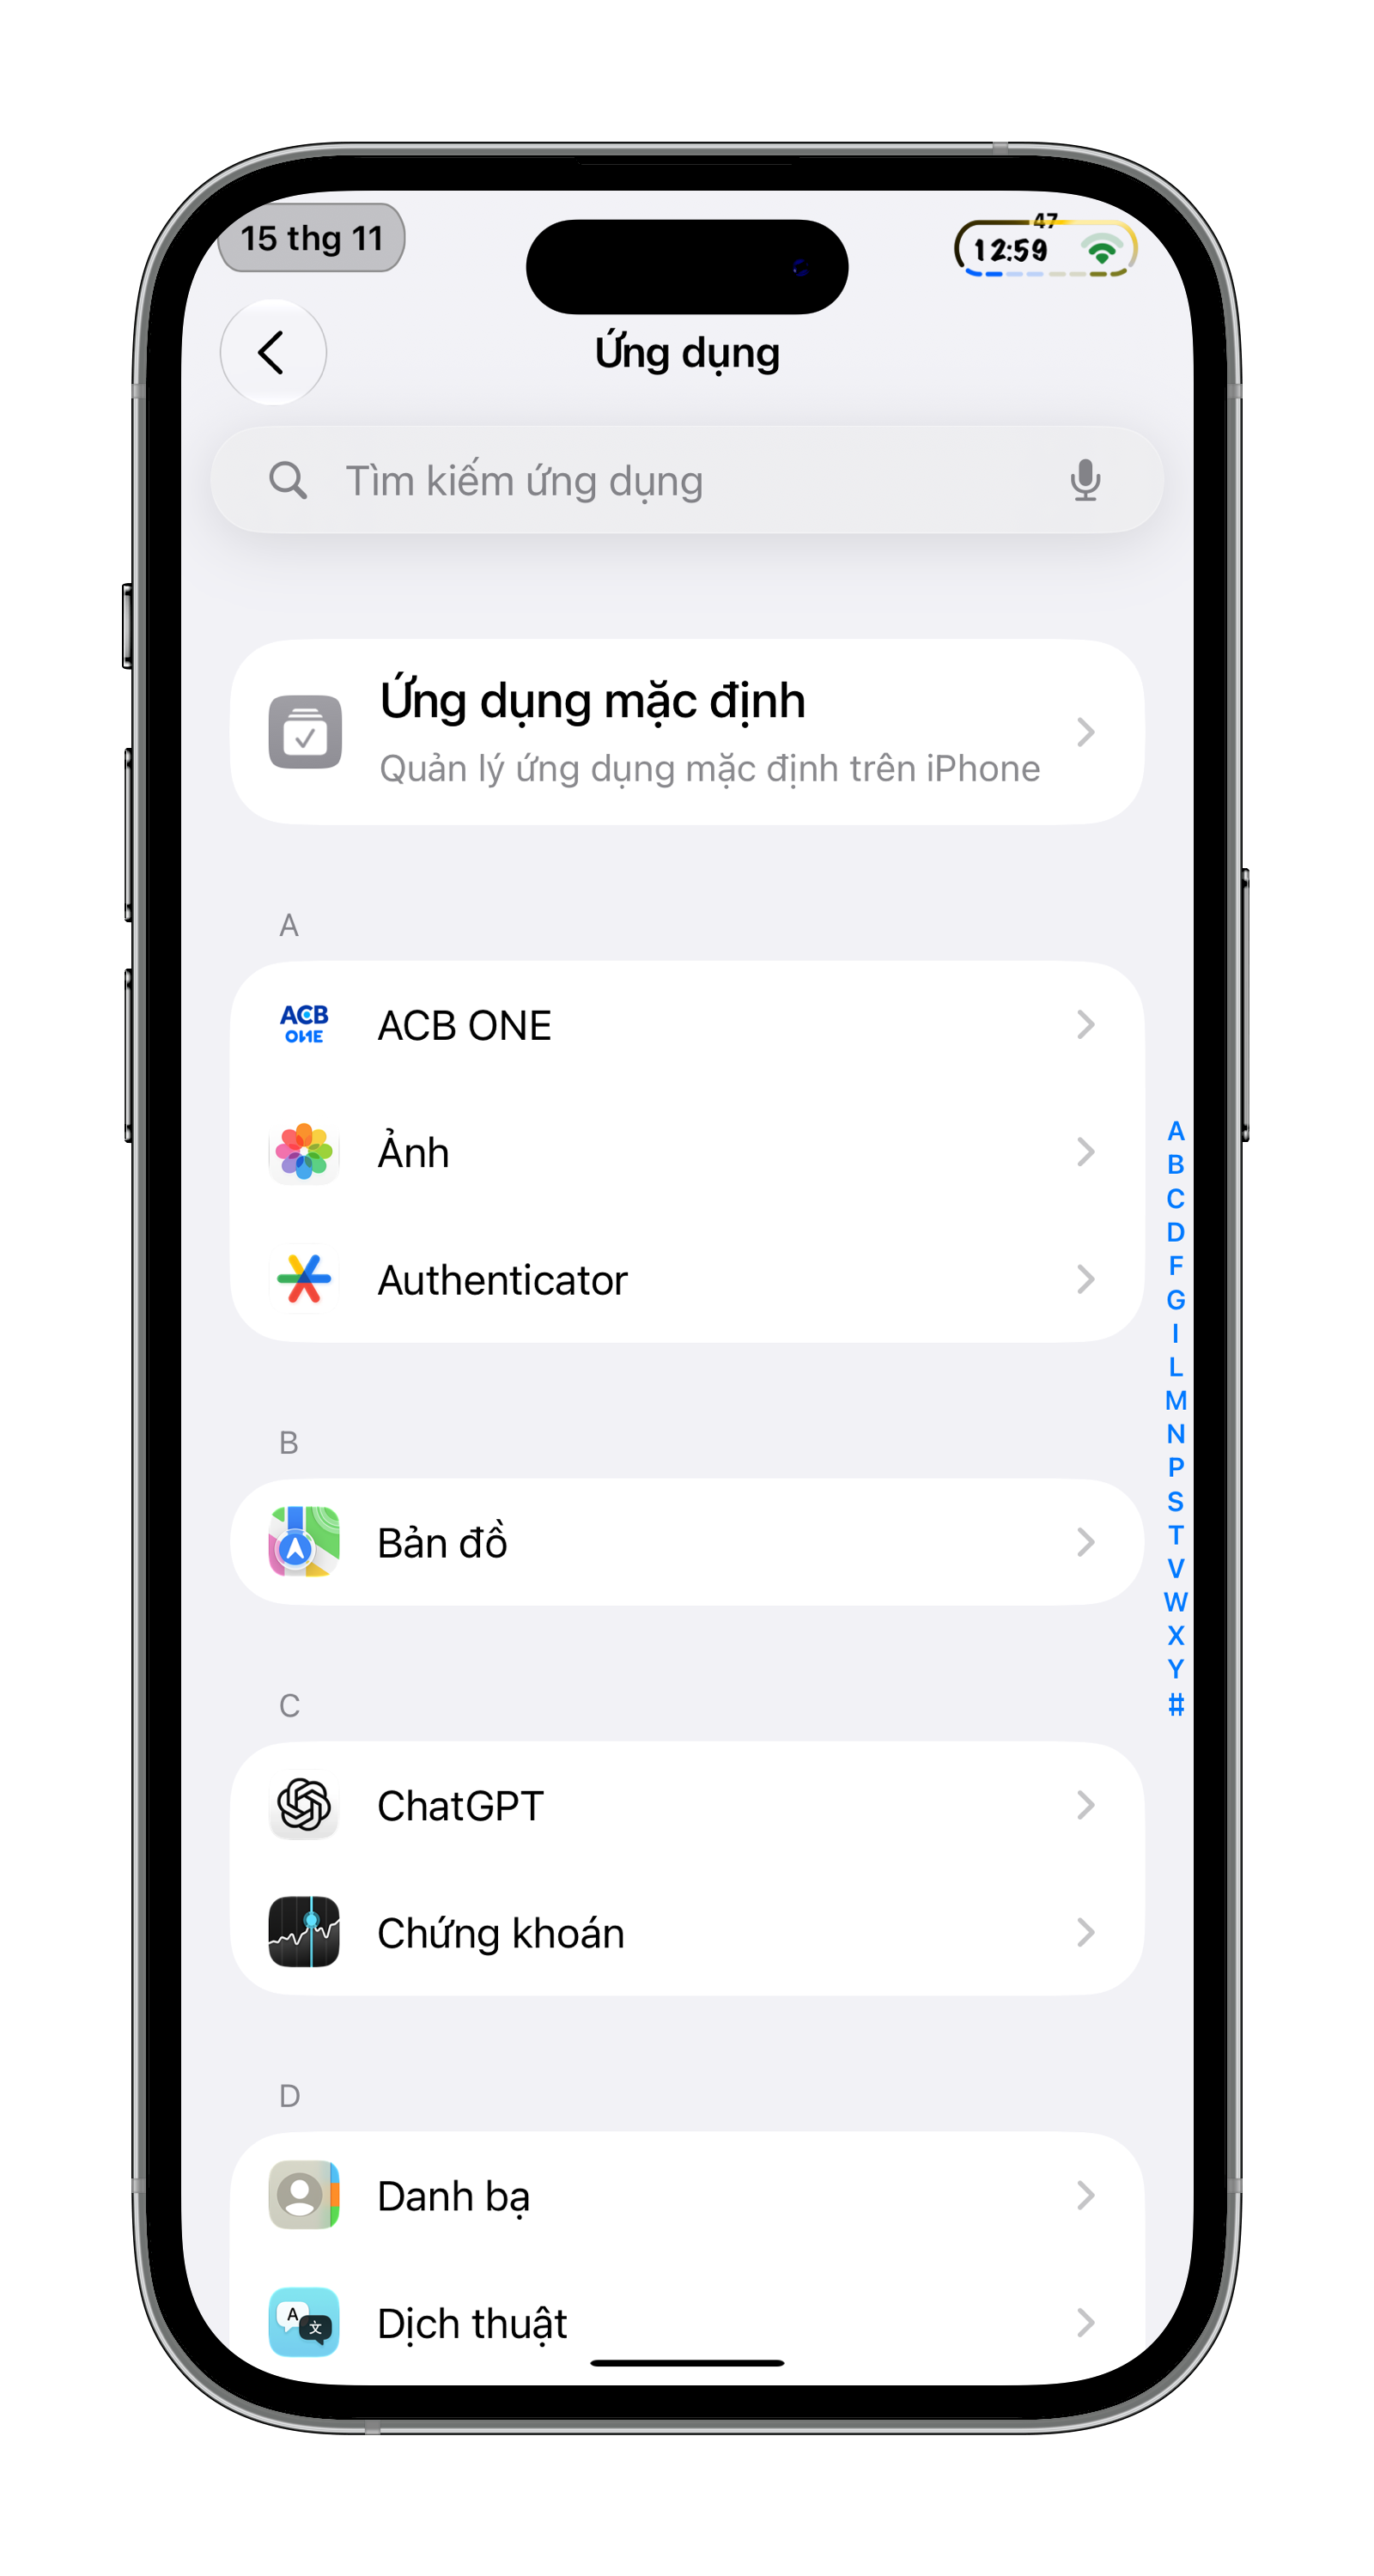 15 thg 11
47
12:59
Ứng dụng
Tìm kiếm ứng dụng
Ứng dụng mặc định
Quản lý ứng dụng mặc định trên iPhone
A
ACB
ONE
ACB ONE
Ảnh
Authenticator
B
Bản đồ
C
ChatGPT
Chứng khoán
D
Danh bạ
A
文
Dịch thuật
A
B
C
D
F
G
I
L
M
N
P
S
T
V
W
X
Y
#